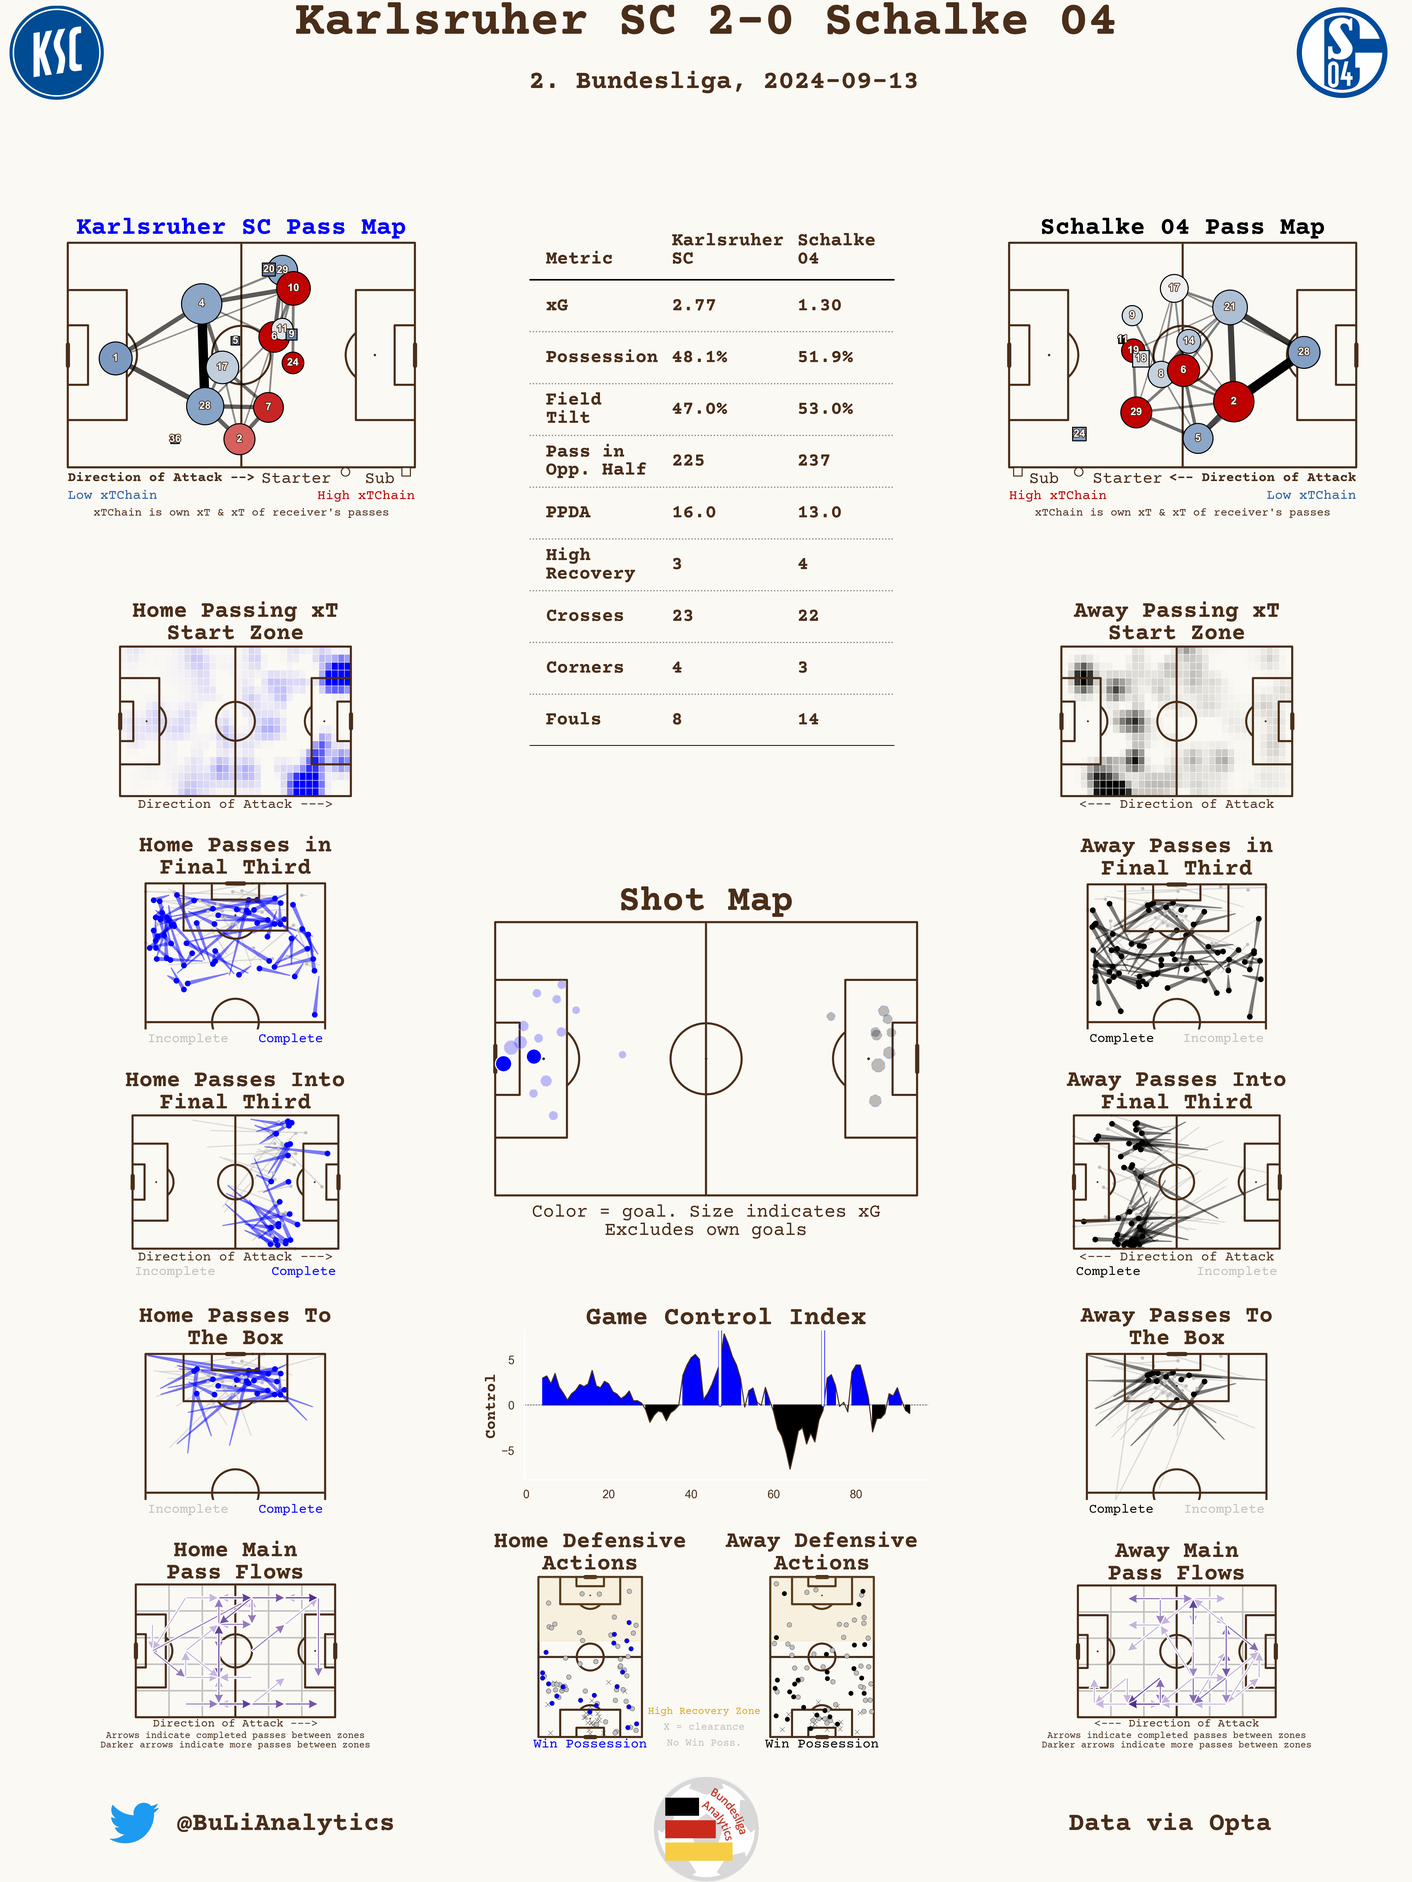 Karlsruher SC 2-0 Schalke 04
2. Bundesliga, 2024-09-13
KSC
S
04
Karlsruher SC Pass Map
20
29
10
4
11
6
9
5
1
24
17
28
7
2
36
Direction of Attack --> Starter Sub
Low xTChain High xTChain
xTChain is own xT & xT of receiver's passes
Metric Karlsruher SC Schalke 04
xG 2.77 1.30
Possession 48.1% 51.9%
Field Tilt 47.0% 53.0%
Pass in Opp. Half 225 237
PPDA 16.0 13.0
High Recovery 3 4
Crosses 23 22
Corners 4 3
Fouls 8 14
Schalke 04 Pass Map
17
21
9
11
14
19
18
28
8
6
2
29
24
5
Sub Starter <-- Direction of Attack
High xTChain Low xTChain
xTChain is own xT & xT of receiver's passes
Home Passing xT
Start Zone
Direction of Attack --->
Away Passing xT
Start Zone
<--- Direction of Attack
Home Passes in
Final Third
Incomplete Complete
Away Passes in
Final Third
Complete Incomplete
Shot Map
Color = goal. Size indicates xG
Excludes own goals
Home Passes Into
Final Third
Direction of Attack --->
Incomplete Complete
Away Passes Into
Final Third
<--- Direction of Attack
Complete Incomplete
Home Passes To
The Box
Incomplete Complete
Game Control Index
Control
5
0
−5
0 20 40 60 80
Away Passes To
The Box
Complete Incomplete
Home Main
Pass Flows
Direction of Attack --->
Arrows indicate completed passes between zones
Darker arrows indicate more passes between zones
Home Defensive
Actions
Win Possession
High Recovery Zone
X = clearance
No Win Poss.
Away Defensive
Actions
Win Possession
Away Main
Pass Flows
<--- Direction of Attack
Arrows indicate completed passes between zones
Darker arrows indicate more passes between zones
@BuLiAnalytics
Bundesliga
Analytics
Data via Opta